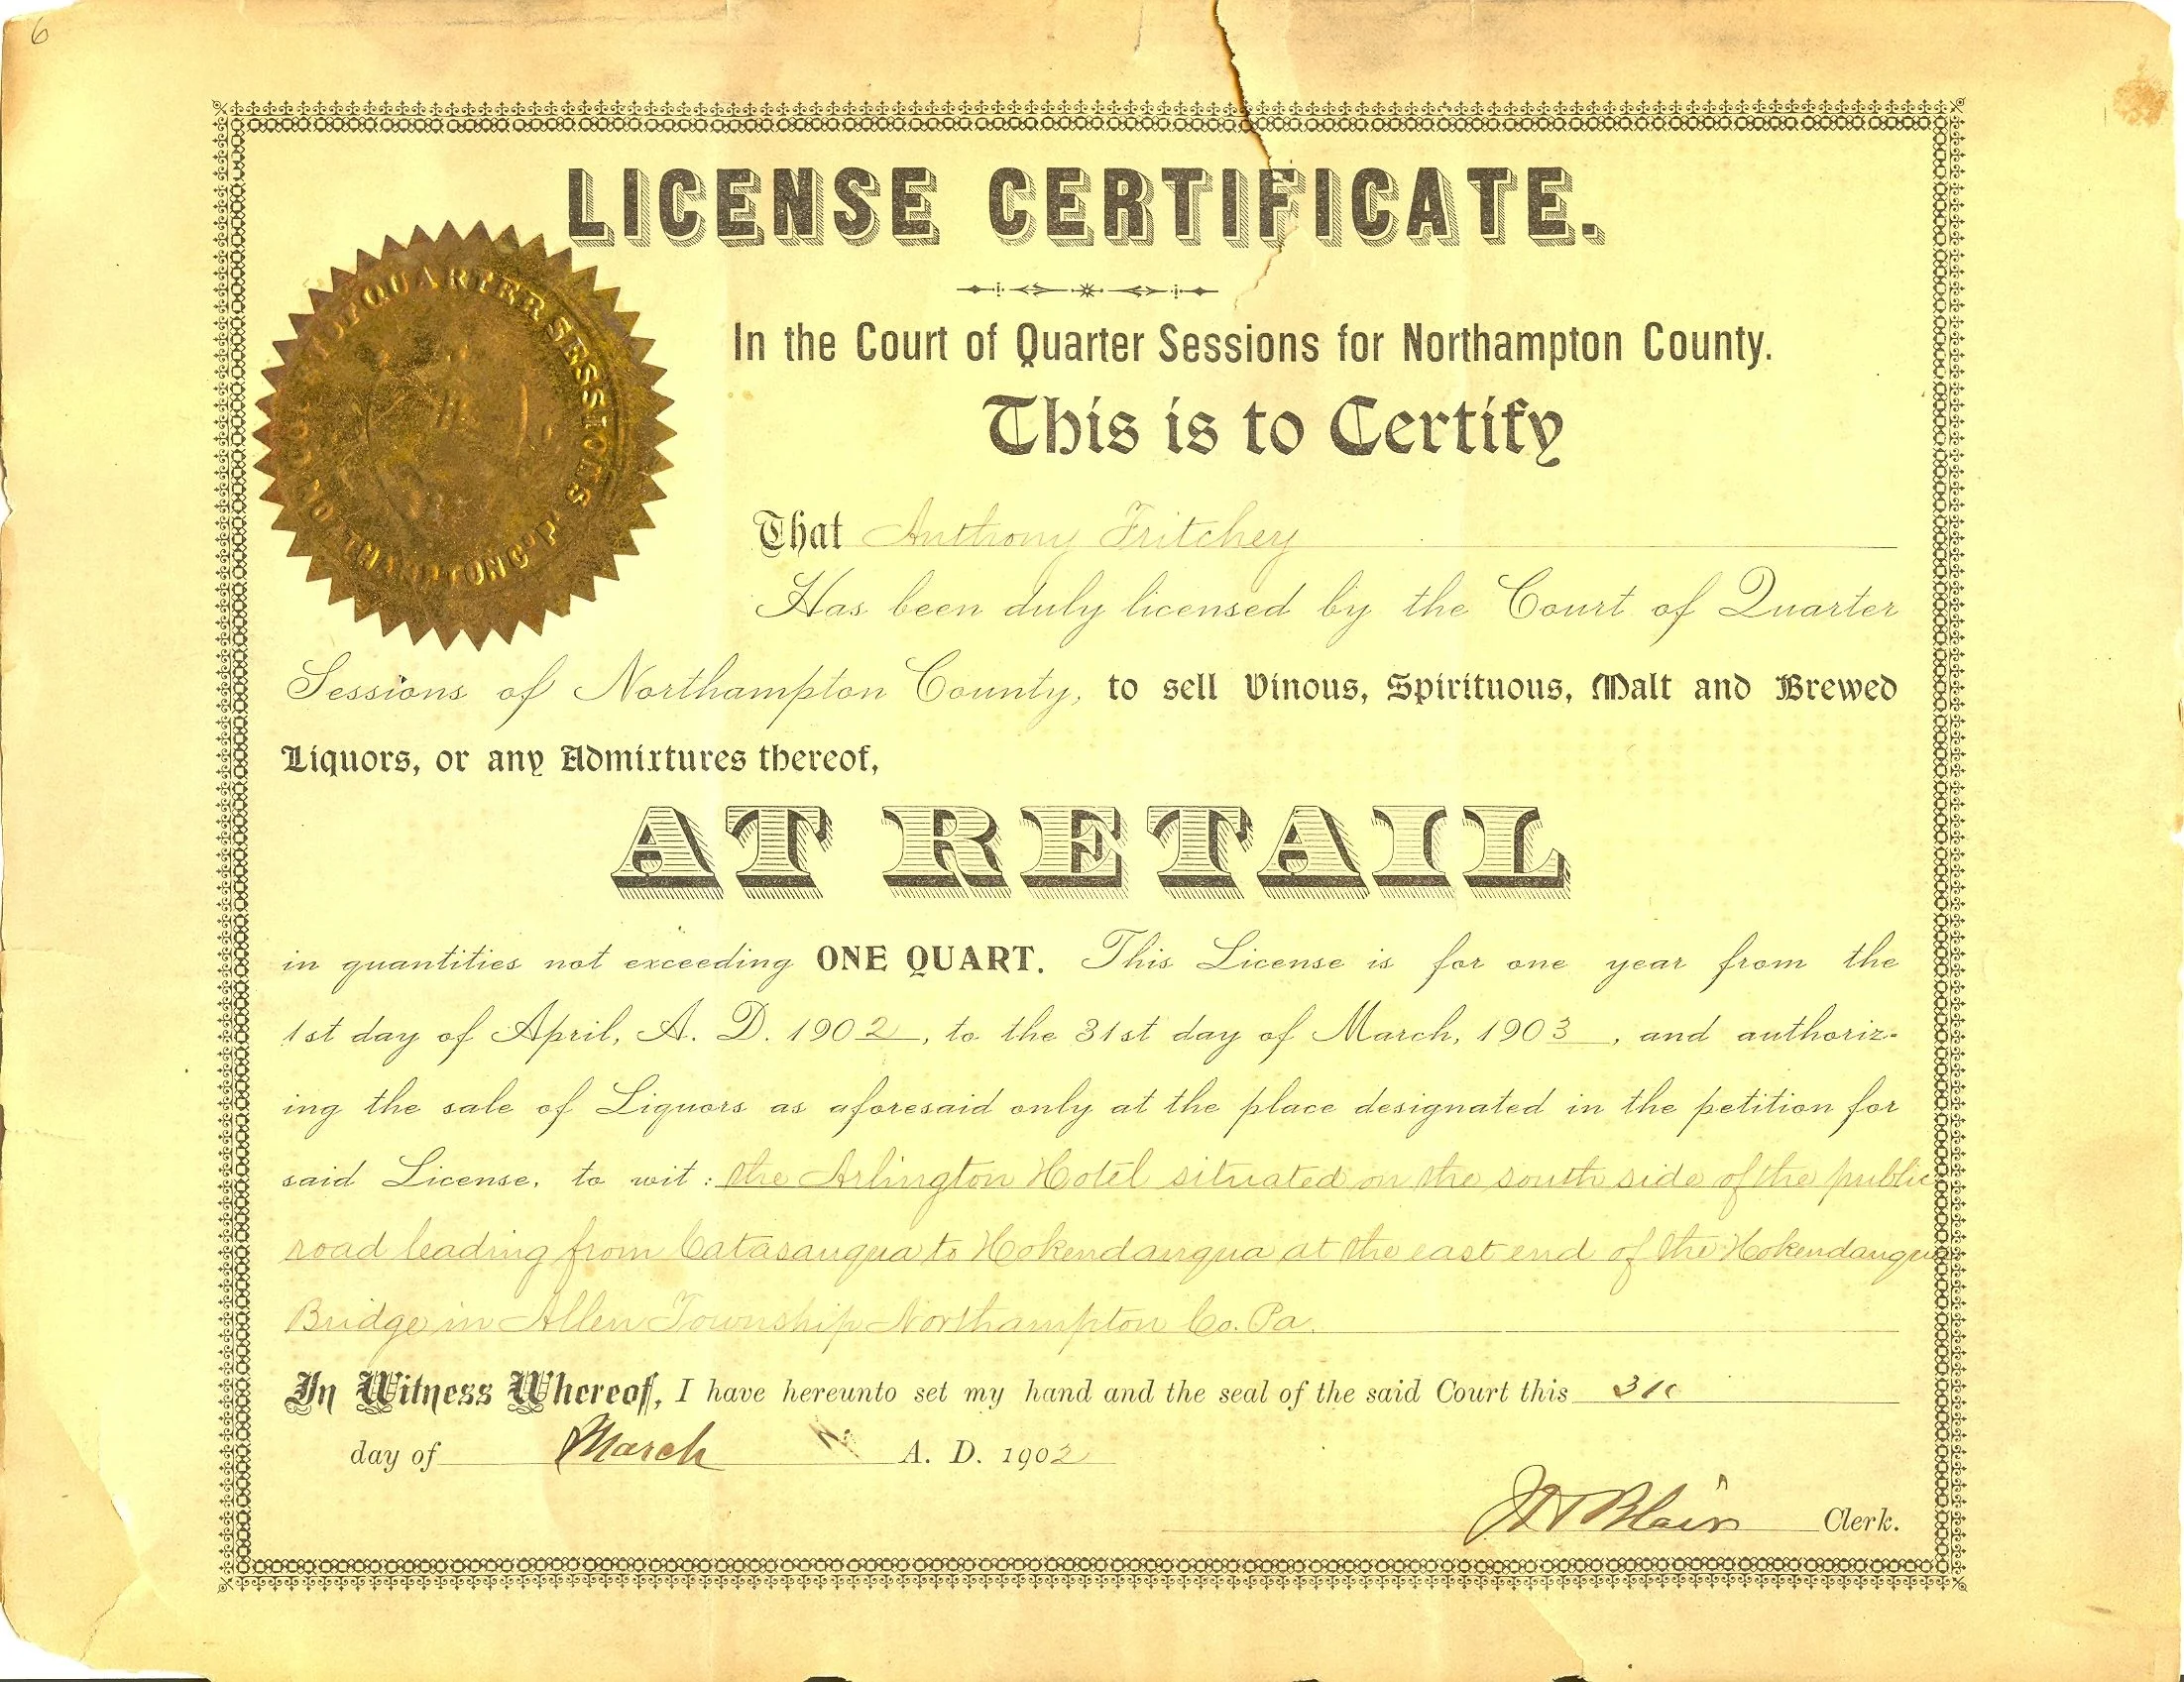 6
LICENSE CERTIFICATE.
In the Court of Quarter Sessions for Northampton County.
This is to Certify
QUARTER SESSIONS
That Anthony Fritchey
Has been duly licensed by the Court of Quarter
Sessions of Northampton County, to sell Vinous, Spirituous, Malt and Brewed
Liquors, or any Admixtures thereof,
AT RETAIL
in quantities not exceeding ONE QUART. This License is for one year from the
1st day of April, A. D. 1902, to the 31st day of March, 1903, and authoriz-
ing the sale of Liquors as aforesaid only at the place designated in the petition for
said License, to wit: the Arlington Hotel situated on the south side of the public
road leading from Catasauqua to Hokendauqua at the east end of the Hokendauqua
Bridge in Allen Township Northampton Co. Pa.
In Witness Whereof, I have hereunto set my hand and the seal of the said Court this 31
day of March A. D. 1902
Blair Clerk.